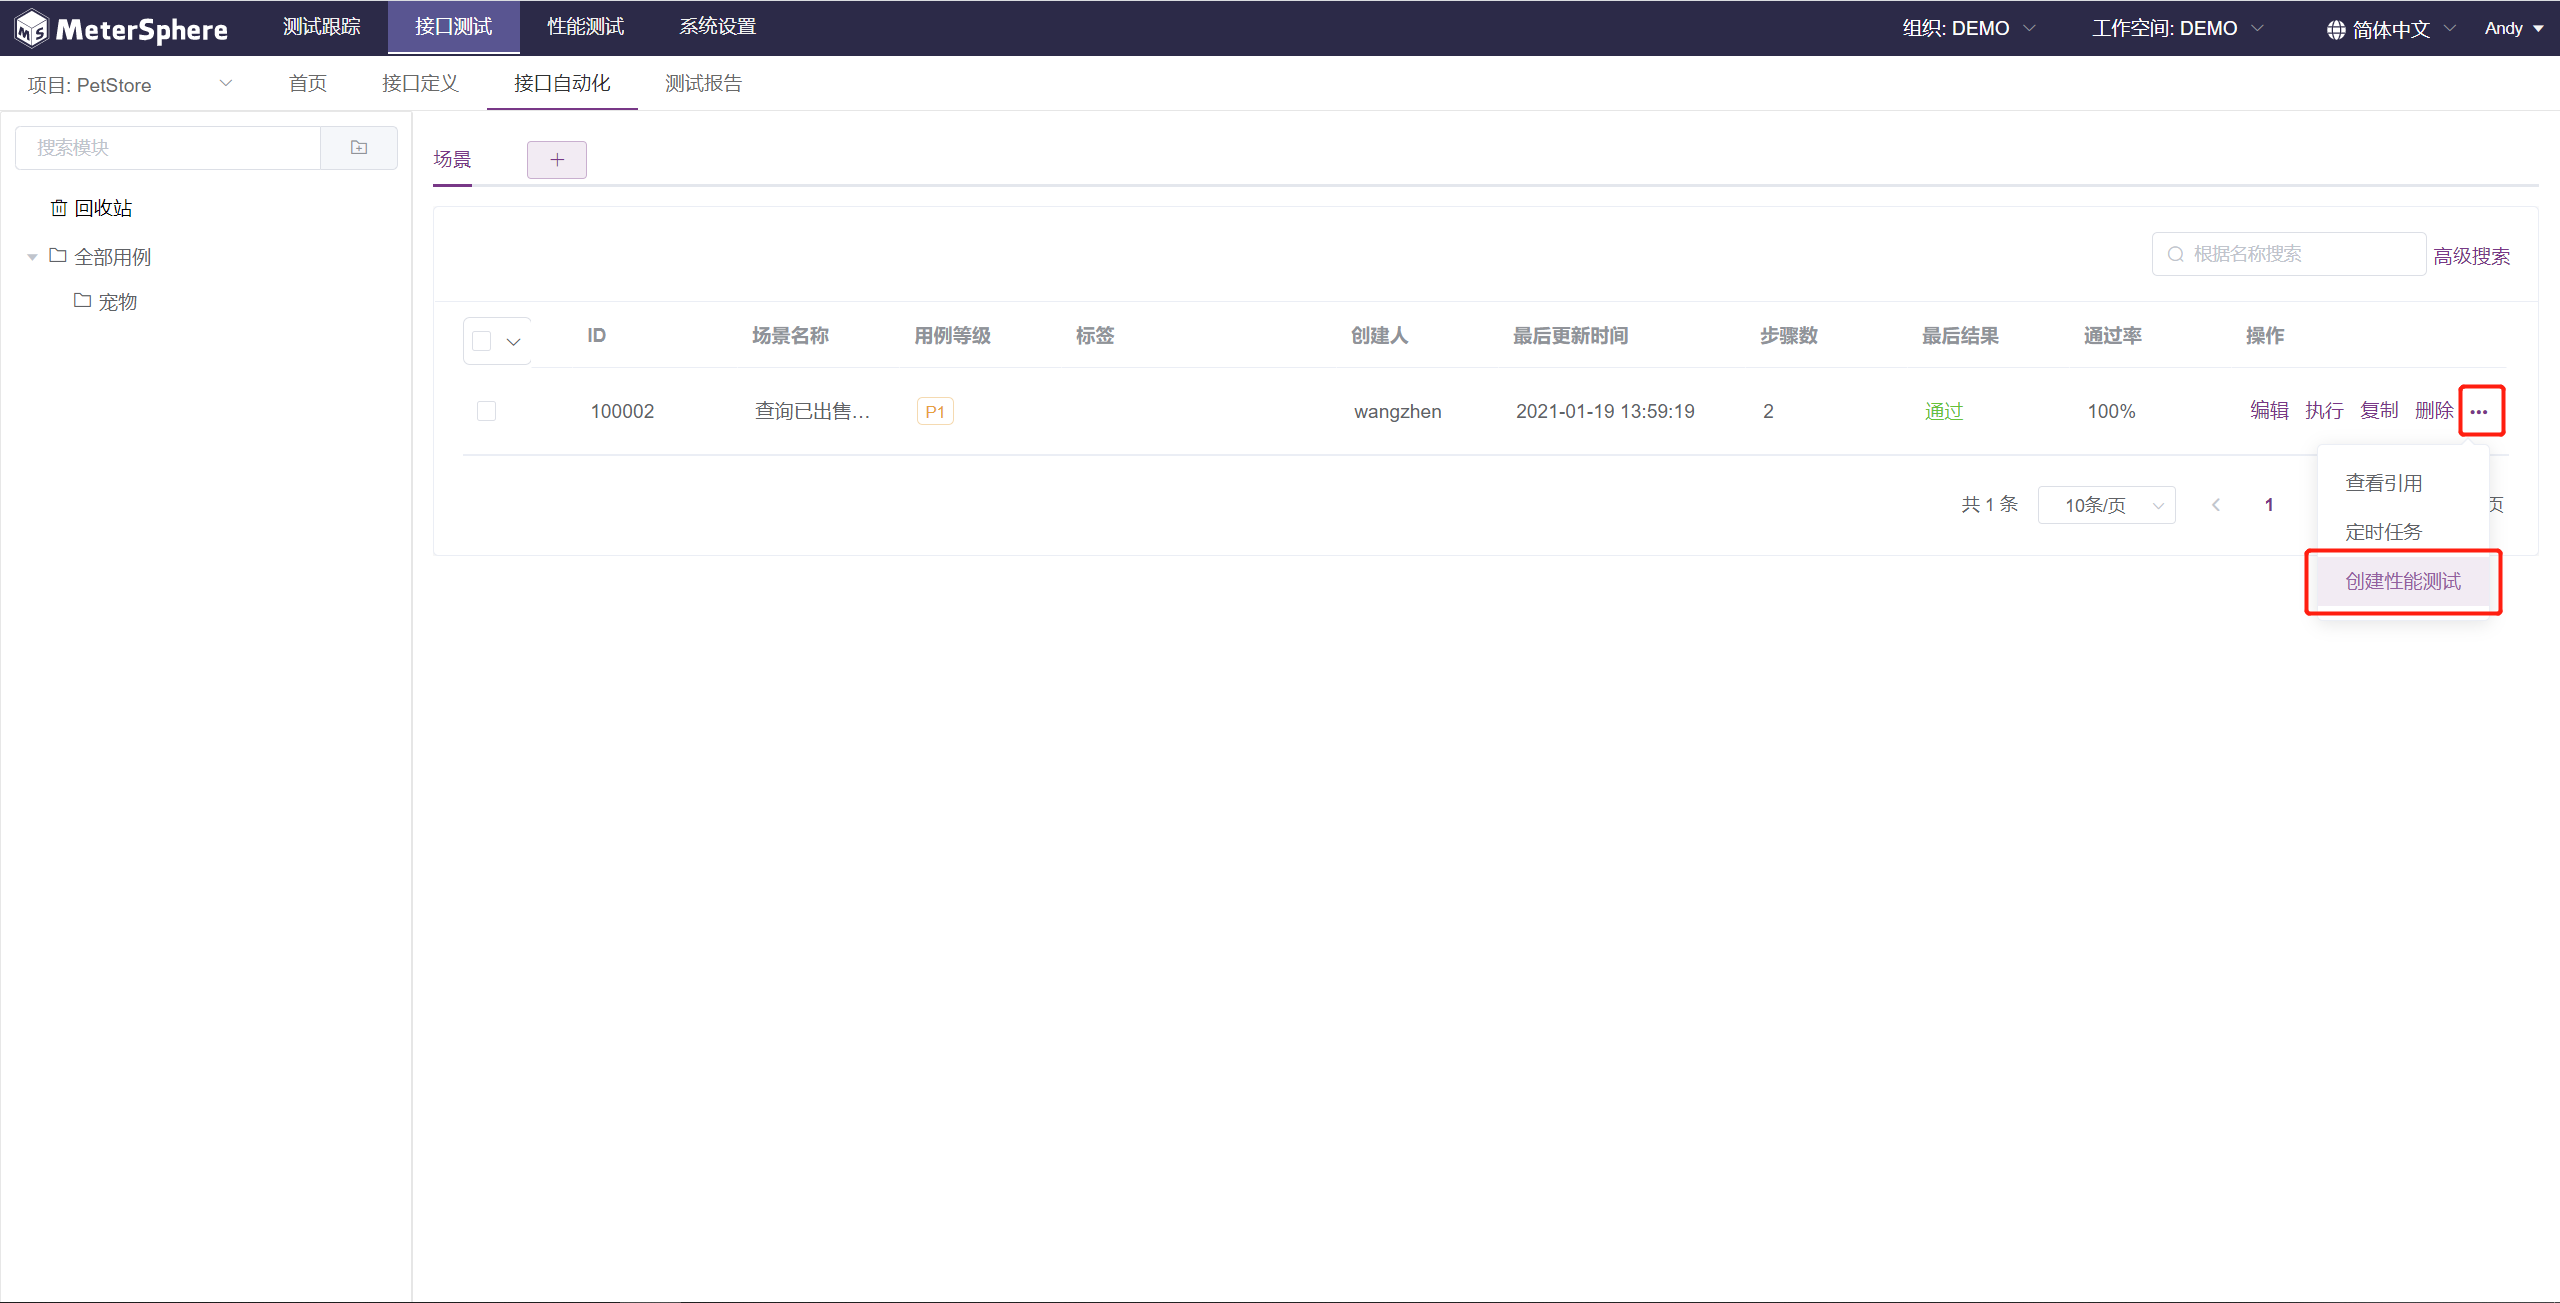 MS MeterSphere 测试跟踪 接口测试 性能测试 系统设置 组织: DEMO 工作空间: DEMO 简体中文 Andy
项目: PetStore 首页 接口定义 接口自动化 测试报告
搜索模块
回收站
全部用例
宠物
场景 +
根据名称搜索 高级搜索
ID 场景名称 用例等级 标签 创建人 最后更新时间 步骤数 最后结果 通过率 操作
100002 查询已出售... P1 wangzhen 2021-01-19 13:59:19 2 通过 100% 编辑 执行 复制 删除 ...
共 1 条 10条/页 1 页
查看引用
定时任务
创建性能测试